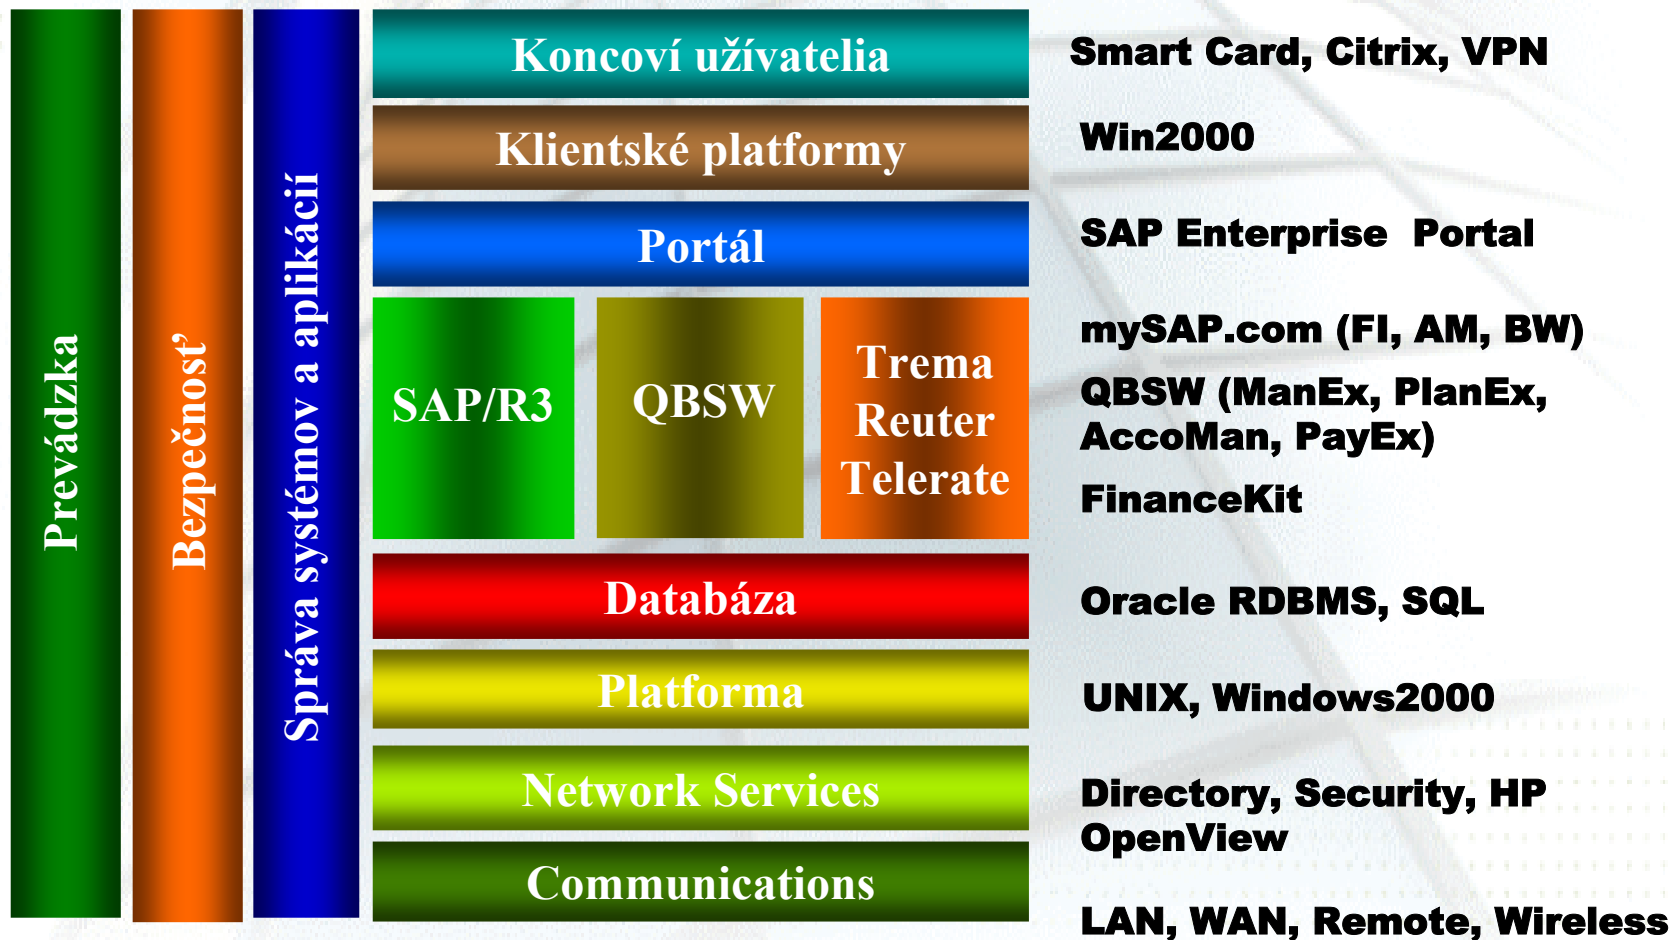 Prevádzka
Bezpečnosť
Správa systémov a aplikácií
Koncoví užívatelia
Smart Card, Citrix, VPN
Klientské platformy
Win2000
Portál
SAP Enterprise  Portal
SAP/R3
QBSW
Trema
Reuter
Telerate
mySAP.com (FI, AM, BW)
QBSW (ManEx, PlanEx,
AccoMan, PayEx)
FinanceKit
Databáza
Oracle RDBMS, SQL
Platforma
UNIX, Windows2000
Network Services
Directory, Security, HP
OpenView
Communications
LAN, WAN, Remote, Wireless